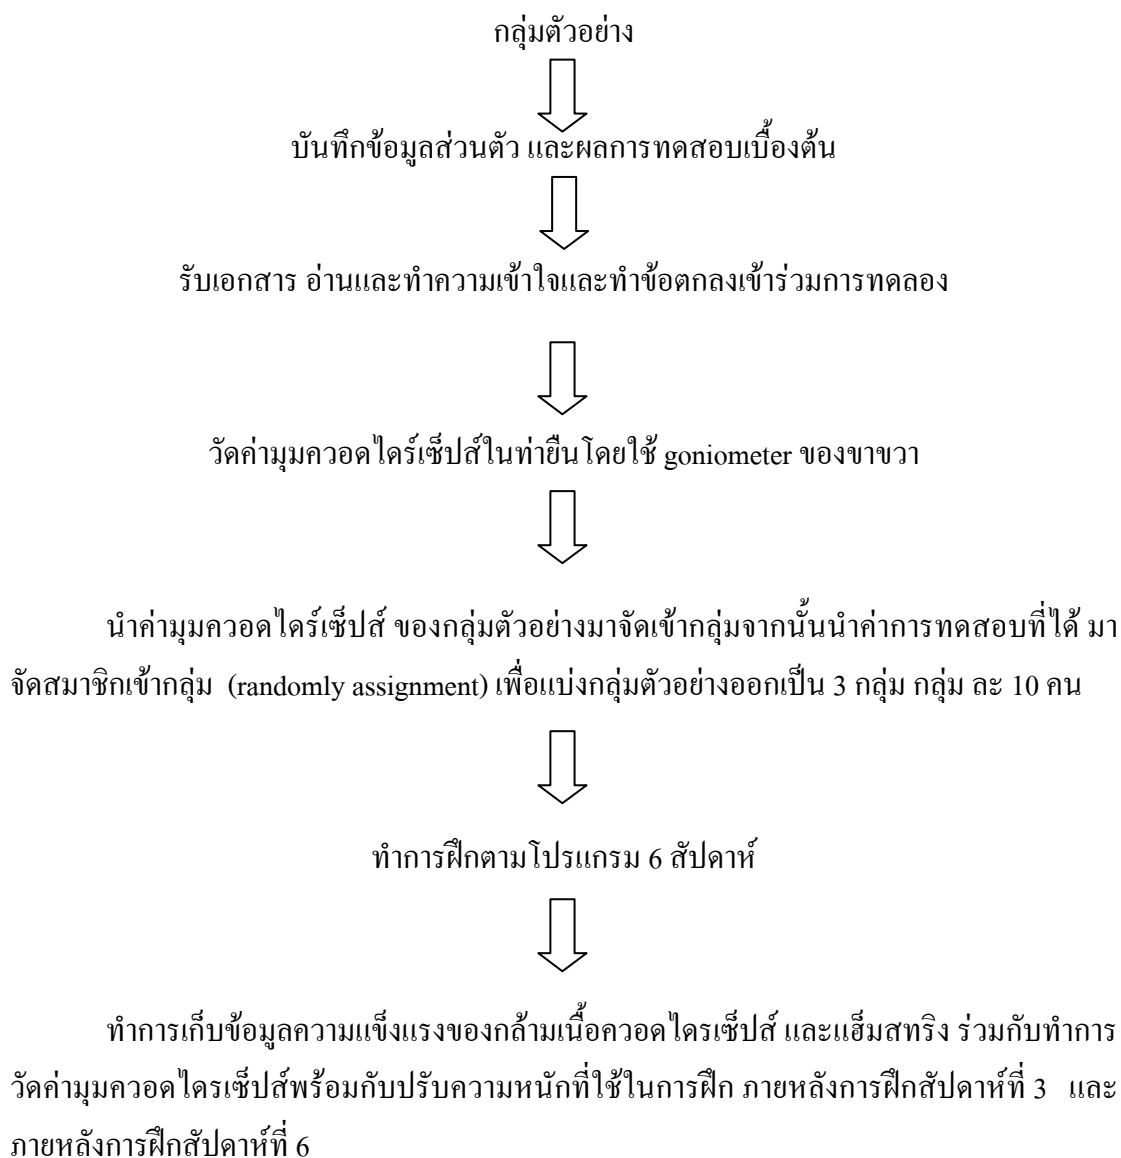 กลุ่มตัวอย่าง
บันทึกข้อมูลส่วนตัว และผลการทดสอบเบื้องต้น
รับเอกสาร อ่านและทำความเข้าใจและทำข้อตกลงเข้าร่วมการทดลอง
วัดค่ามุมควอดไดร์เซ็ปส์ในท่ายืนโดยใช้ goniometer ของขาขวา
นำค่ามุมควอดไดร์เซ็ปส์ ของกลุ่มตัวอย่างมาจัดเข้ากลุ่มจากนั้นนำค่าการทดสอบที่ได้ มา
จัดสมาชิกเข้ากลุ่ม (randomly assignment) เพื่อแบ่งกลุ่มตัวอย่างออกเป็น 3 กลุ่ม กลุ่ม ละ 10 คน
ทำการฝึกตามโปรแกรม 6 สัปดาห์
ทำการเก็บข้อมูลความแข็งแรงของกล้ามเนื้อควอดไดรเซ็ปส์ และแฮ็มสทริง ร่วมกับทำการ
วัดค่ามุมควอดไดรเซ็ปส์พร้อมกับปรับความหนักที่ใช้ในการฝึก ภายหลังการฝึกสัปดาห์ที่ 3 และ
ภายหลังการฝึกสัปดาห์ที่ 6